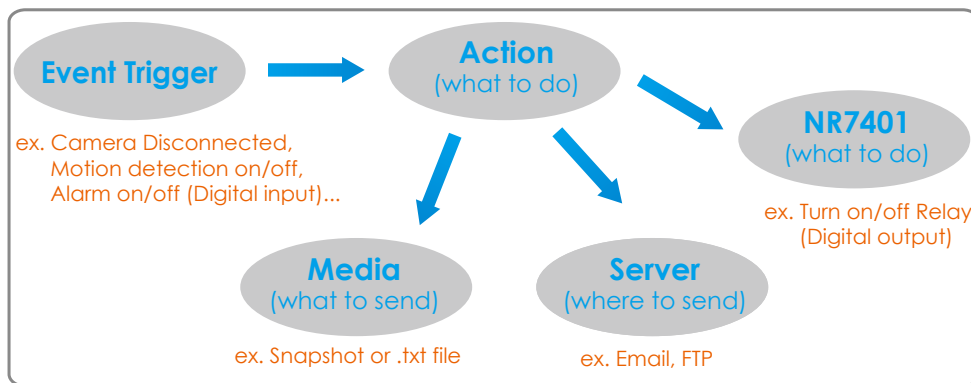 Event Trigger
ex. Camera Disconnected,
Motion detection on/off,
Alarm on/off (Digital input)...
Action
(what to do)
NR7401
(what to do)
ex. Turn on/off Relay
(Digital output)
Media
(what to send)
ex. Snapshot or .txt file
Server
(where to send)
ex. Email, FTP